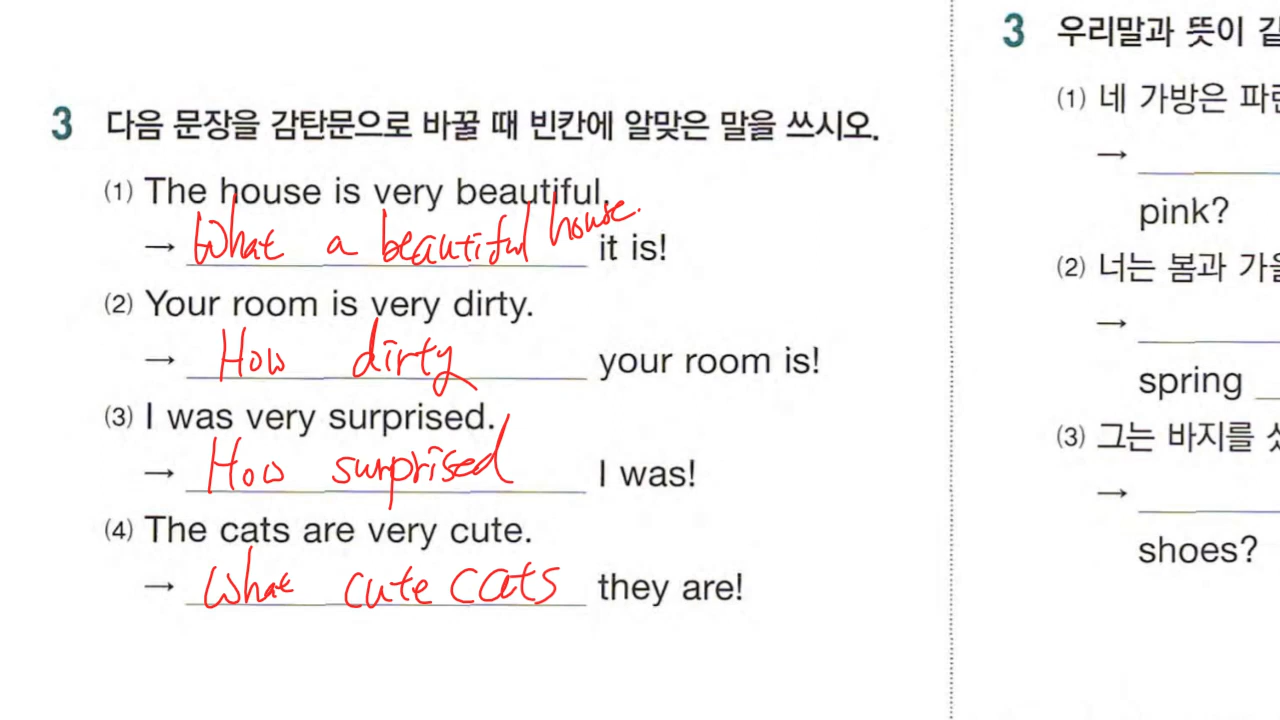 3 다음 문장을 감탄문으로 바꿀 때 빈칸에 알맞은 말을 쓰시오.
(1) The house is very beautiful.
→ What a beautiful house. it is!
(2) Your room is very dirty.
→ How dirty your room is!
(3) I was very surprised.
→ How surprised I was!
(4) The cats are very cute.
→ What cute cats they are!
3 우리말과 뜻이 같
(1) 네 가방은 파란
→
pink?
(2) 너는 봄과 가을
→
spring
(3) 그는 바지를
→
shoes?